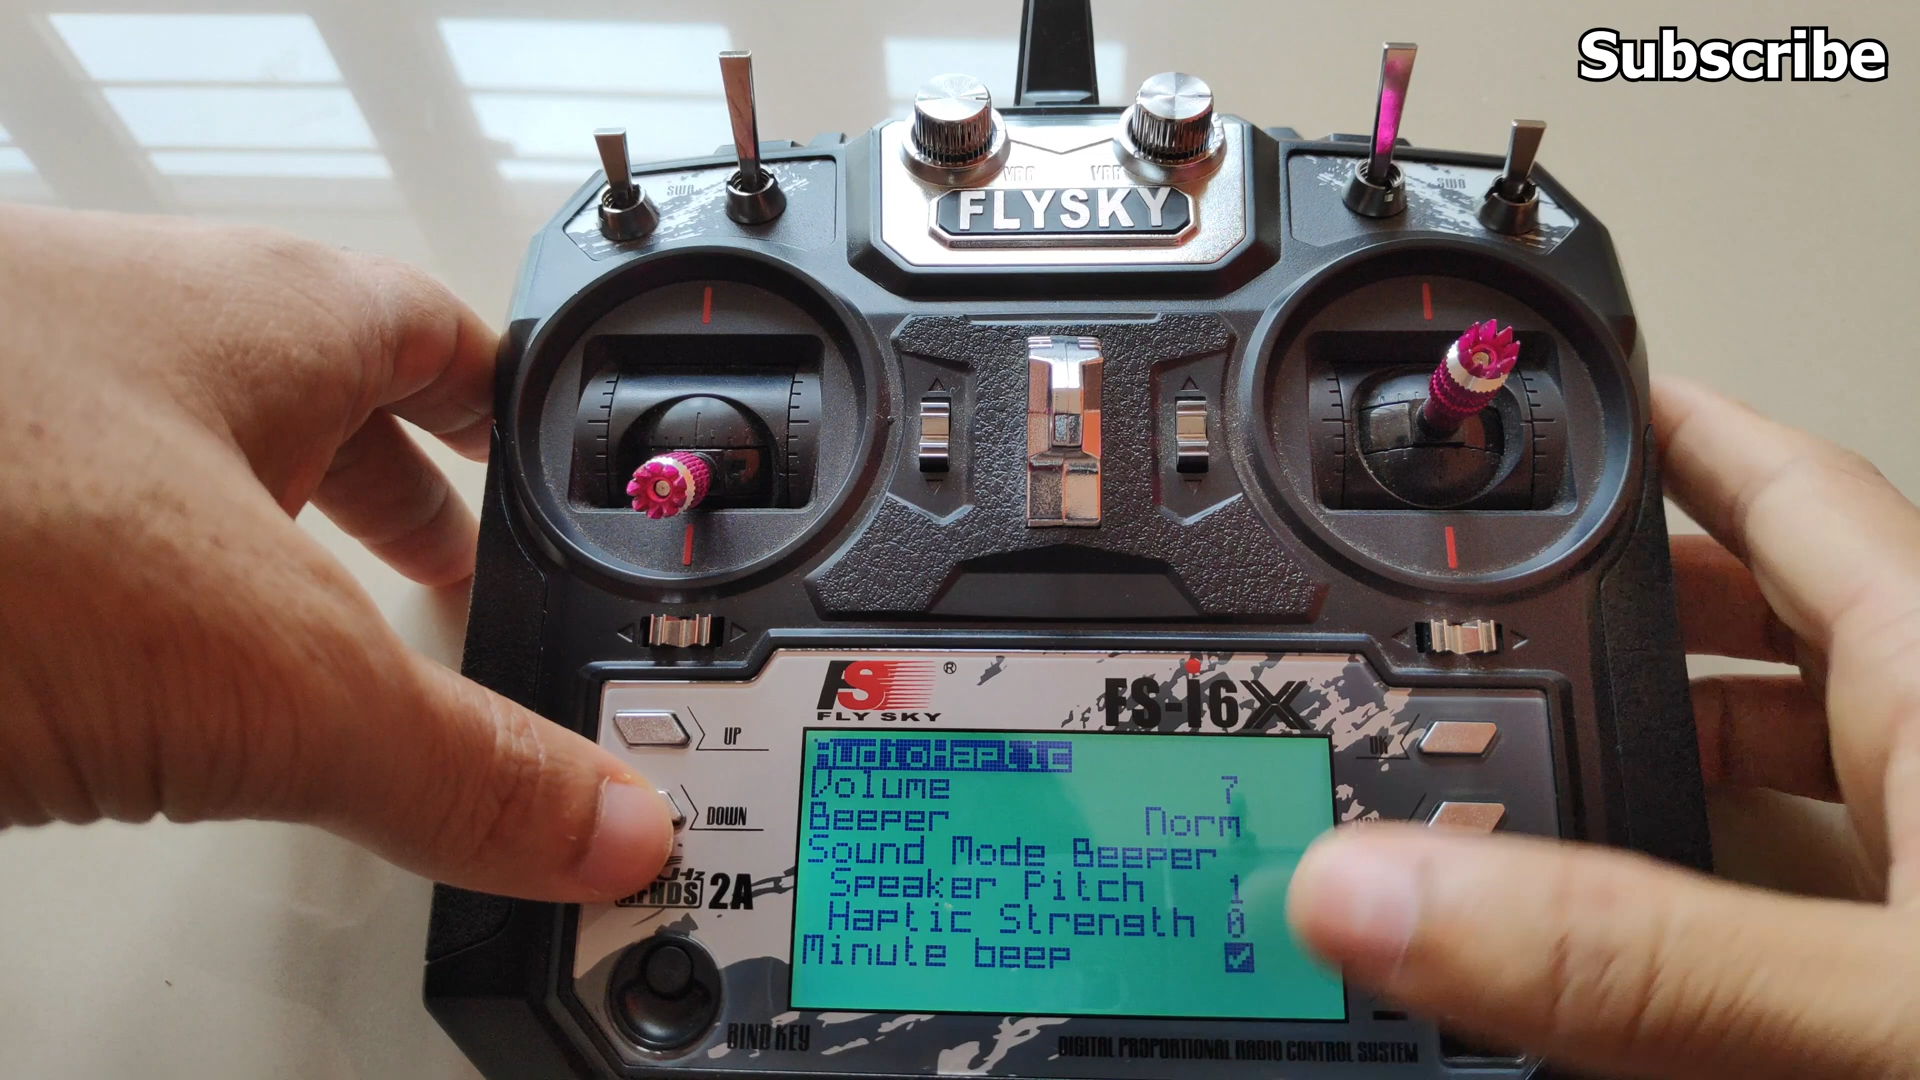 Subscribe
FLYSKY
FS ®
FLY SKY
FS-i6X
UP
OK
DOWN
AudioHaptic
Volume 7
Beeper Norm
Sound Mode Beeper
Speaker Pitch 1
Haptic Strength 0
Minute beep
AFHDS 2A
BIND KEY
DIGITAL PROPORTIONAL RADIO CONTROL SYSTEM